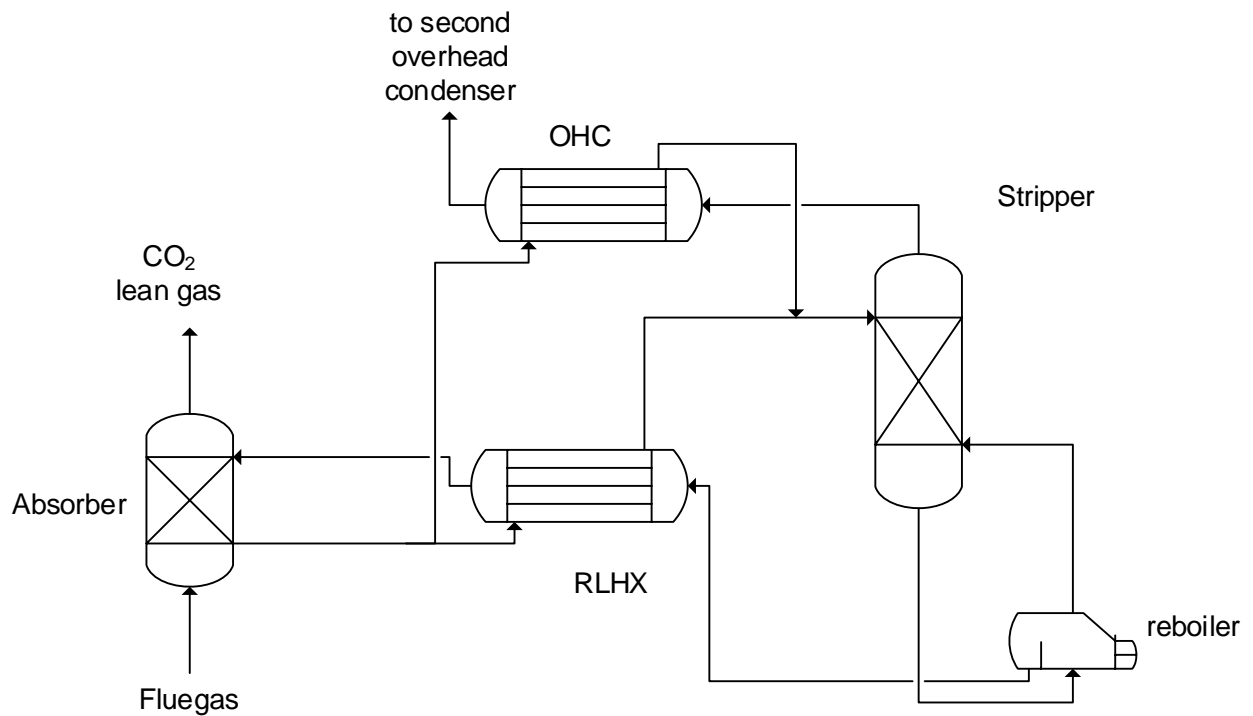 to second
overhead
condenser
OHC
Stripper
CO₂
lean gas
Absorber
RLHX
reboiler
Fluegas